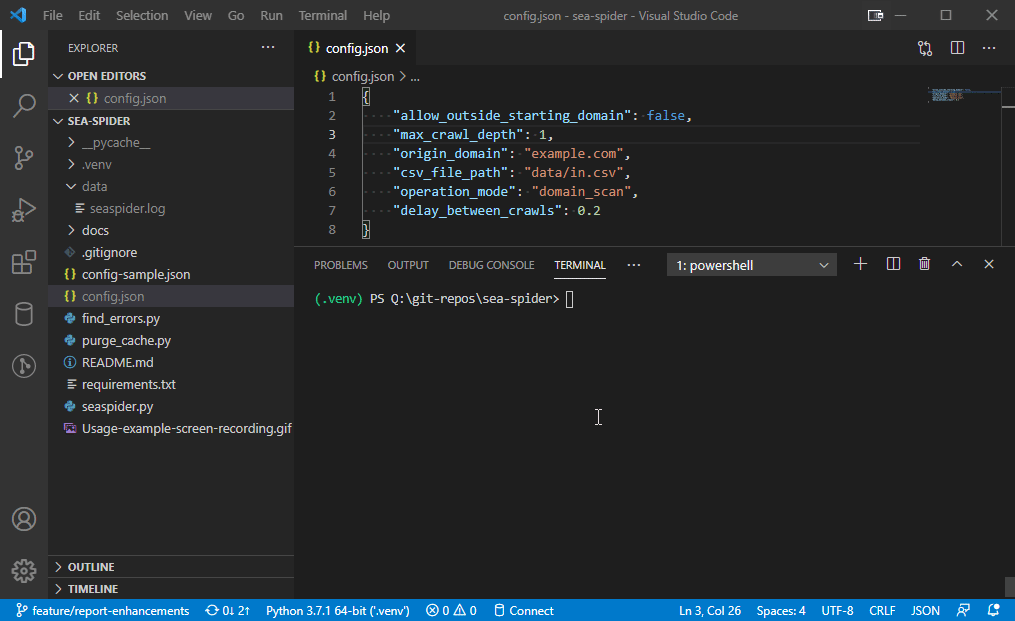 File Edit Selection View Go Run Terminal Help config.json - sea-spider - Visual Studio Code
EXPLORER
OPEN EDITORS
config.json
SEA-SPIDER
__pycache__
.venv
data
seaspider.log
docs
.gitignore
config-sample.json
config.json
find_errors.py
purge_cache.py
README.md
requirements.txt
seaspider.py
Usage-example-screen-recording.gif
OUTLINE
TIMELINE
{} config.json
{} config.json > ...
1 {
2 ····"allow_outside_starting_domain":·false,
3 ····"max_crawl_depth":·1,
4 ····"origin_domain":·"example.com",
5 ····"csv_file_path":·"data/in.csv",
6 ····"operation_mode":·"domain_scan",
7 ····"delay_between_crawls":·0.2
8 }
PROBLEMS OUTPUT DEBUG CONSOLE TERMINAL ··· 1: powershell
(.venv) PS Q:\git-repos\sea-spider>
feature/report-enhancements 0↓ 2↑ Python 3.7.1 64-bit ('.venv') 0 0 Connect Ln 3, Col 26 Spaces: 4 UTF-8 CRLF JSON